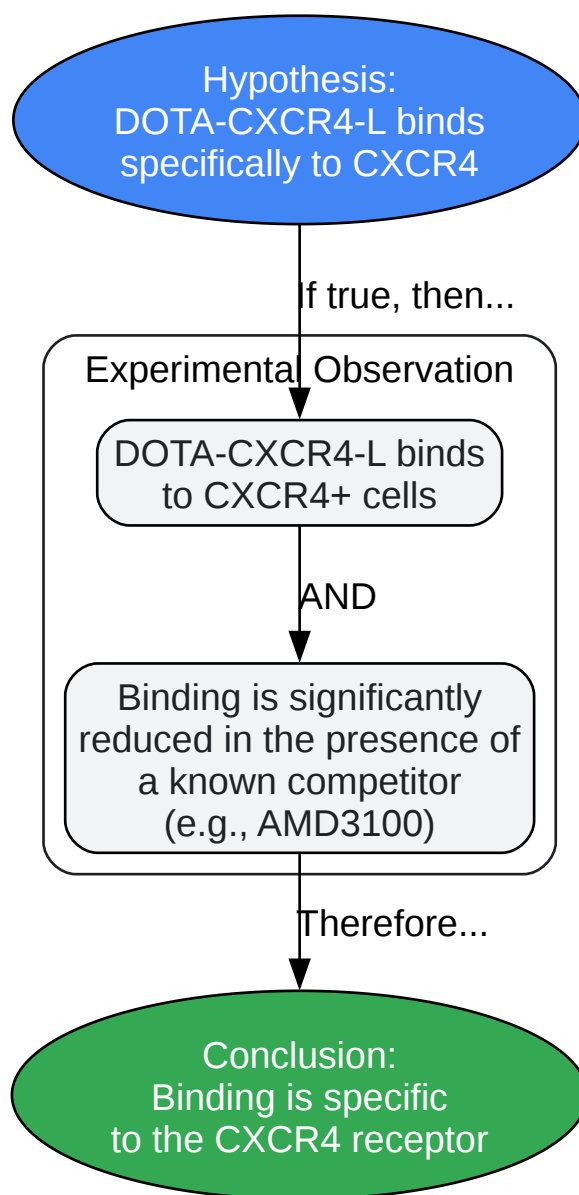 Hypothesis:
DOTA-CXCR4-L binds
specifically to CXCR4
If true, then...
Experimental Observation
DOTA-CXCR4-L binds
to CXCR4+ cells
AND
Binding is significantly
reduced in the presence of
a known competitor
(e.g., AMD3100)
Therefore...
Conclusion:
Binding is specific
to the CXCR4 receptor